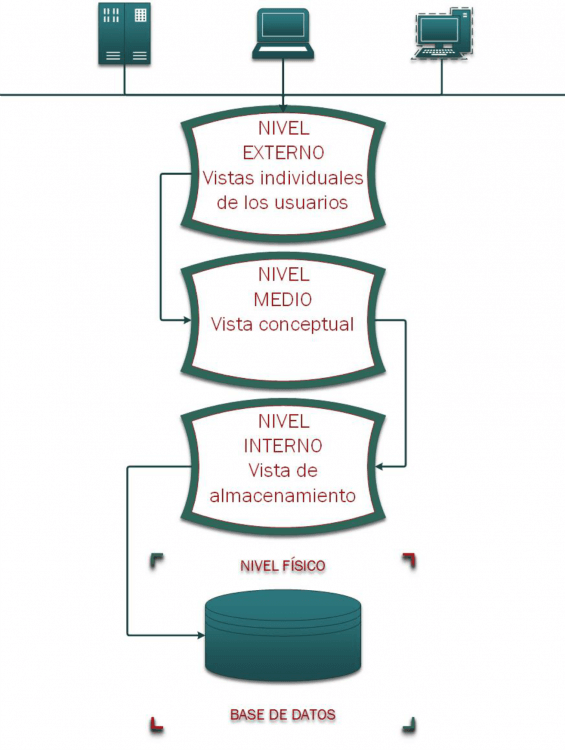 NIVEL
EXTERNO
Vistas individuales
de los usuarios
NIVEL
MEDIO
Vista conceptual
NIVEL
INTERNO
Vista de
almacenamiento
NIVEL FÍSICO
BASE DE DATOS